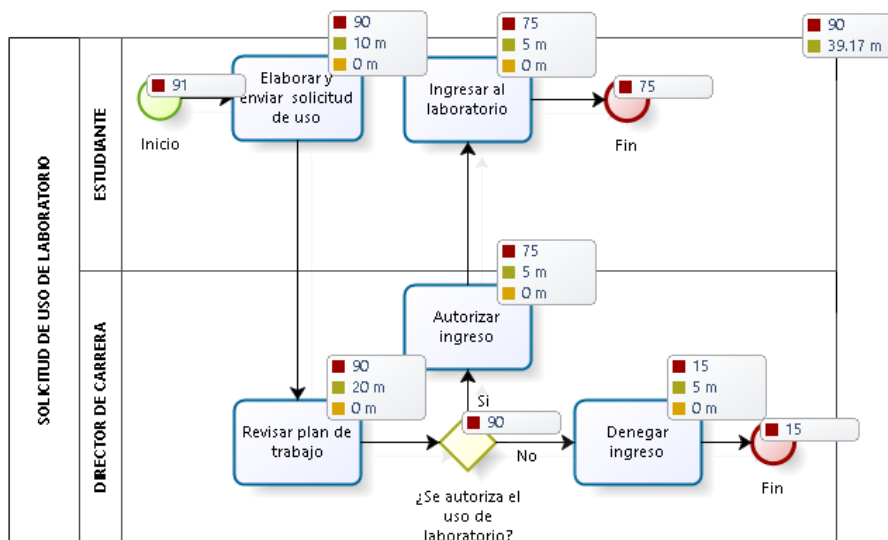 SOLICITUD DE USO DE LABORATORIO
ESTUDIANTE
91
Inicio
90
10 m
0 m
Elaborar y
enviar solicitud
de uso
75
5 m
0 m
Ingresar al
laboratorio
75
Fin
90
39.17 m
DIRECTOR DE CARRERA
75
5 m
0 m
Autorizar
ingreso
90
20 m
0 m
Revisar plan de
trabajo
Si
90
No
¿Se autoriza el
uso de
laboratorio?
15
5 m
0 m
Denegar
ingreso
15
Fin